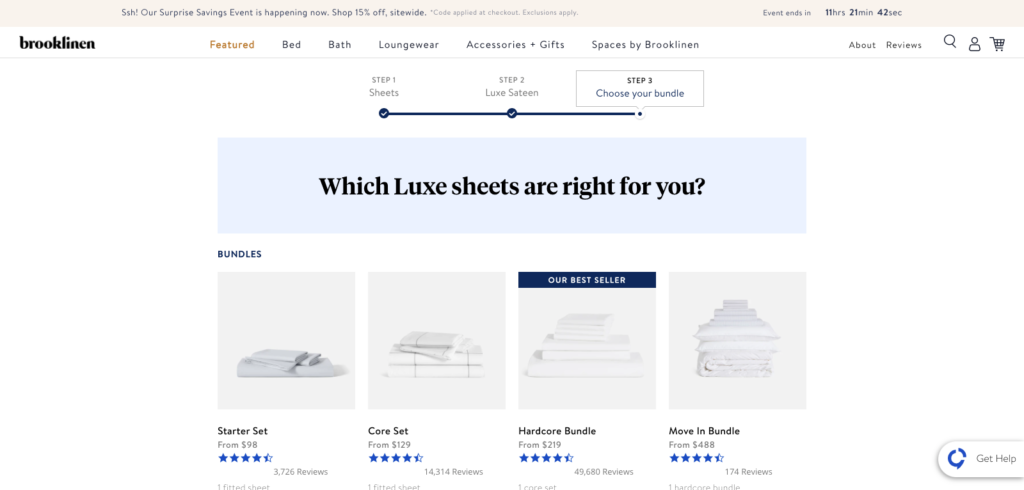 Ssh! Our Surprise Savings Event is happening now. Shop 15% off, sitewide. *Code applied at checkout. Exclusions apply.
Event ends in 11hrs 21min 42sec
brooklinen
Featured Bed Bath Loungewear Accessories + Gifts Spaces by Brooklinen About Reviews
STEP 1 STEP 2 STEP 3
Sheets Luxe Sateen Choose your bundle
Which Luxe sheets are right for you?
BUNDLES
OUR BEST SELLER
Starter Set Core Set Hardcore Bundle Move In Bundle
From $98 From $129 From $219 From $488
3,726 Reviews 14,314 Reviews 49,680 Reviews 174 Reviews
Get Help
1 fitted sheet 1 fitted sheet 1 core set 1 hardcore bundle